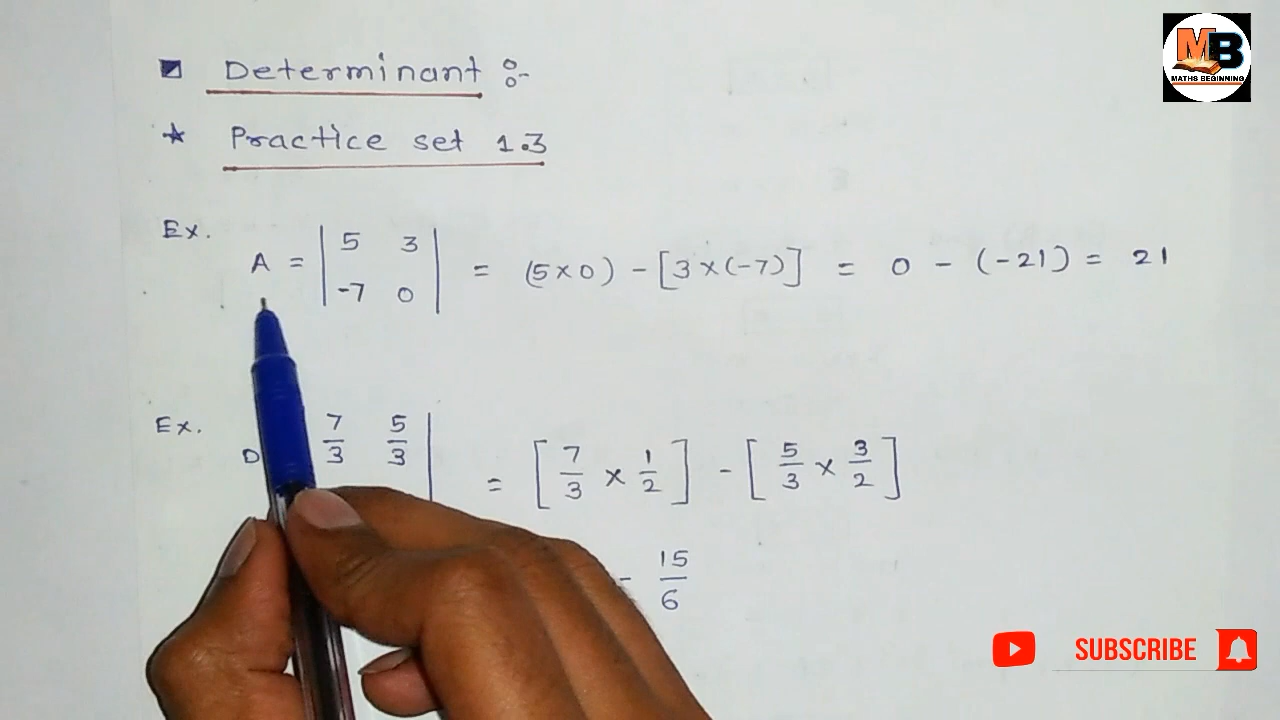 MB
MATHS BEGINNING
Determinant :-
* Practice set 1.3
Ex. A = | 5 3 | = (5×0) - [3×(-7)] = 0 - (-21) = 21
| -7 0 |
Ex. D 7/3 5/3 | = [7/3 × 1/2] - [5/3 × 3/2]
- 15/6
SUBSCRIBE